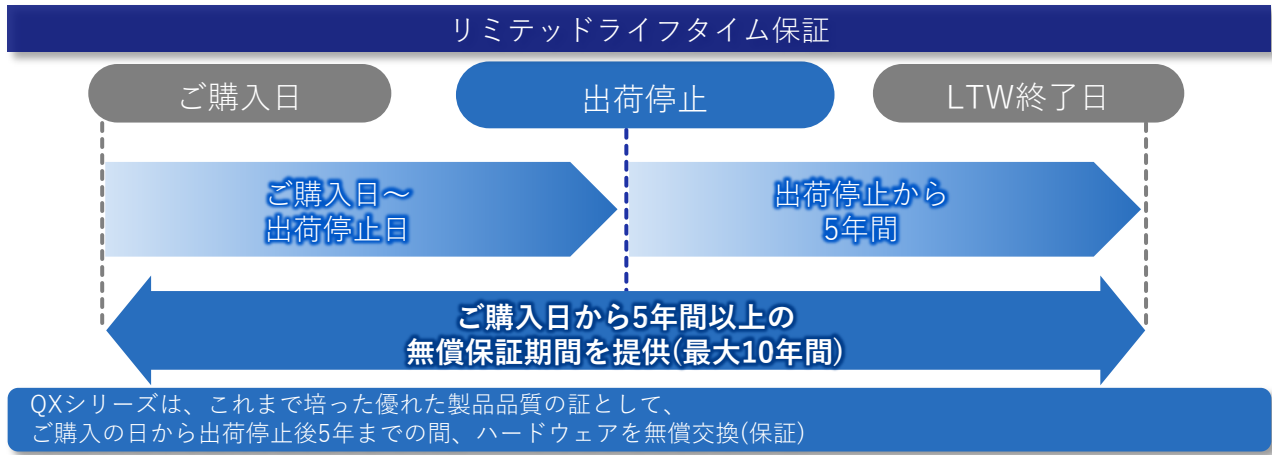 リミテッドライフタイム保証
ご購入日
出荷停止
LTW終了日
ご購入日～
出荷停止日
出荷停止から
5年間
ご購入日から5年間以上の
無償保証期間を提供(最大10年間)
QXシリーズは、これまで培った優れた製品品質の証として、
ご購入の日から出荷停止後5年までの間、ハードウェアを無償交換(保証)